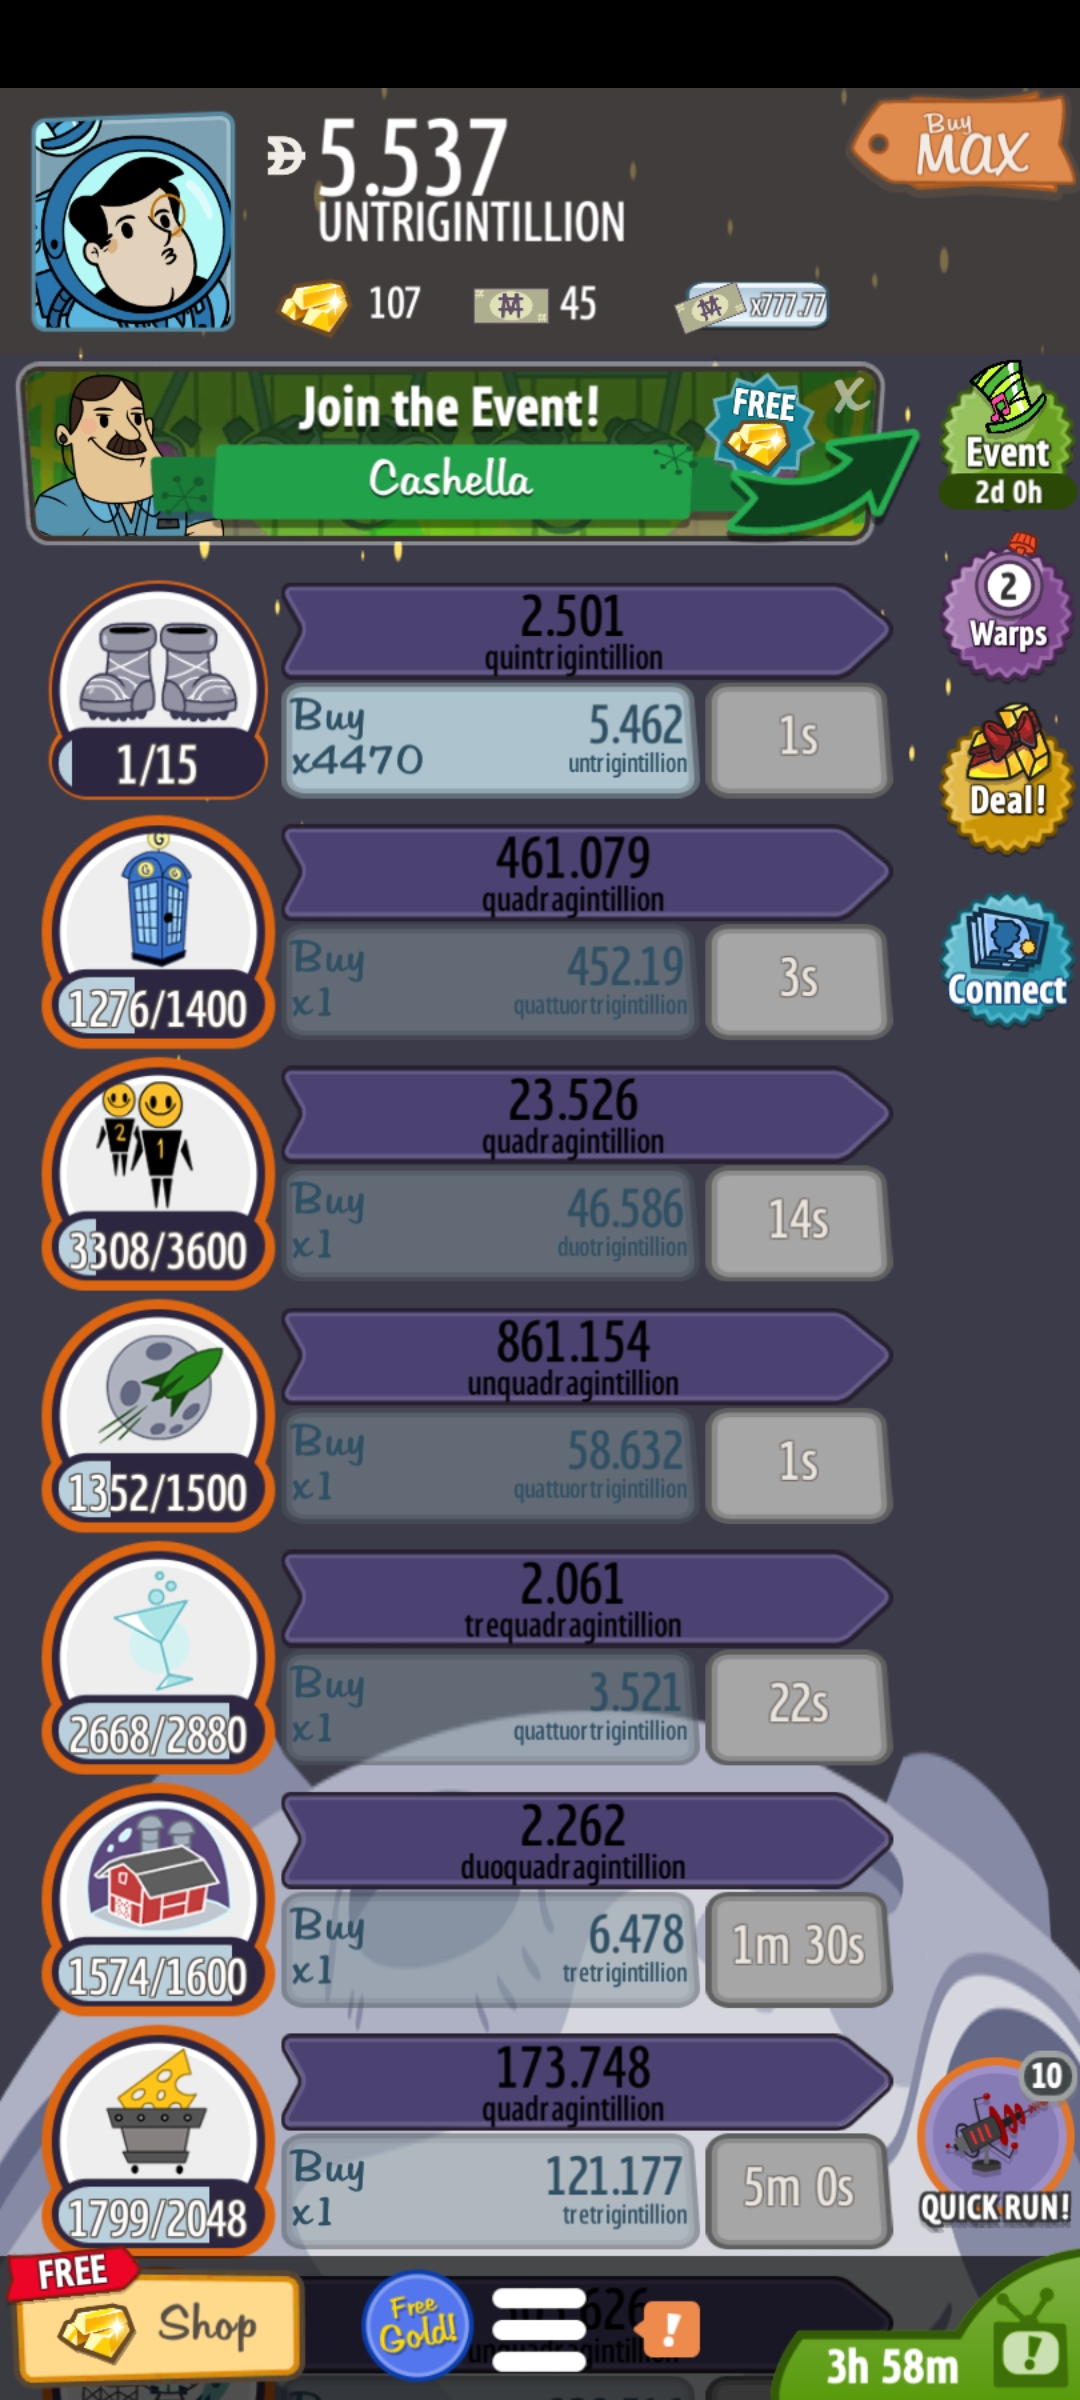 5.537
UNTRIGINTILLION
Buy
MAX
107
45
x777.77
Join the Event!
Cashella
FREE
X
Event
2d 0h
2
Warps
Deal!
Connect
2.501
quintrigintillion
Buy
x4470
5.462
untrigintillion
1s
1/15
461.079
quadragintillion
Buy
x1
452.19
quattuortrigintillion
3s
G
G
G
1276/1400
23.526
quadragintillion
Buy
x1
46.586
duotrigintillion
14s
2
1
3308/3600
861.154
unquadragintillion
Buy
x1
58.632
quattuortrigintillion
1s
1352/1500
2.061
trequadragintillion
Buy
x1
3.521
quattuortrigintillion
22s
2668/2880
2.262
duoquadragintillion
Buy
x1
6.478
tretrigintillion
1m 30s
1574/1600
173.748
quadragintillion
Buy
x1
121.177
tretrigintillion
5m 0s
1799/2048
10
QUICK RUN!
FREE
Shop
Free
Gold!
!
3h 58m
!